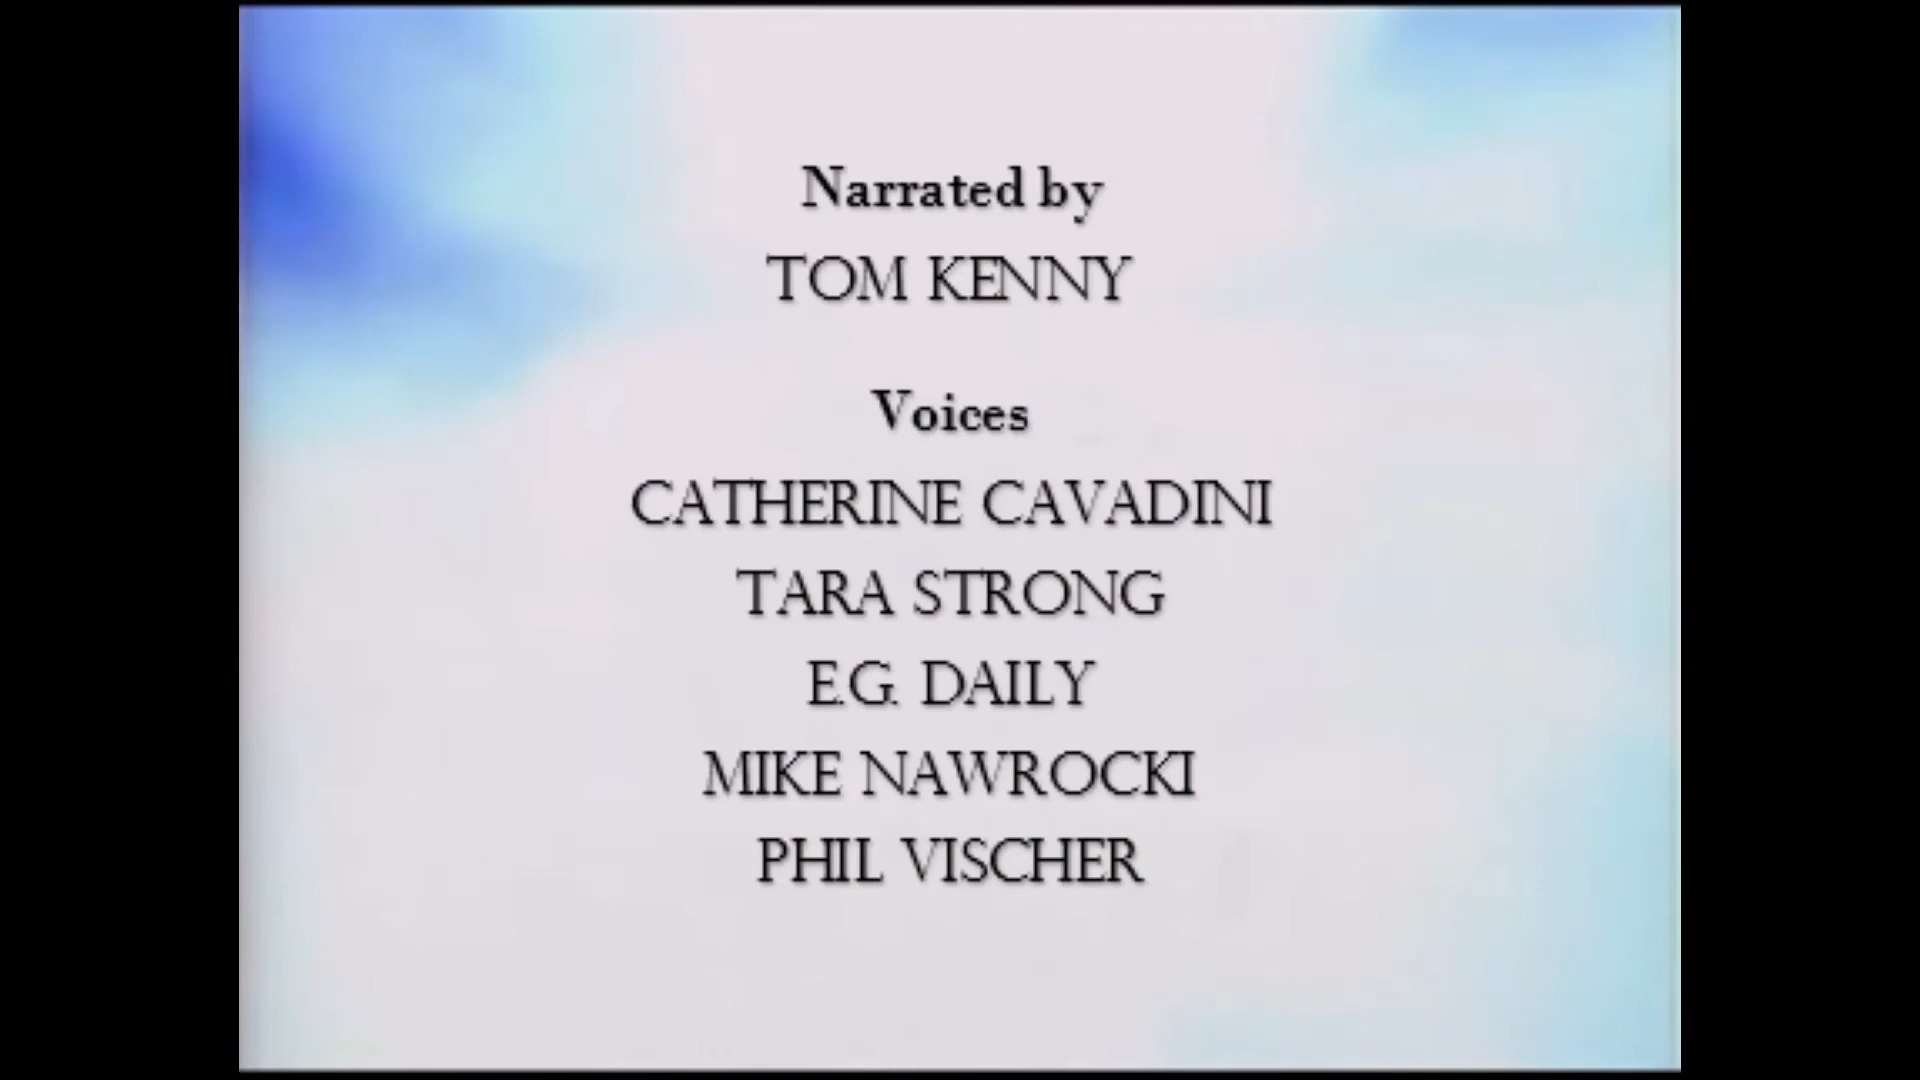 Narrated by
TOM KENNY
Voices
CATHERINE CAVADINI
TARA STRONG
E.G. DAILY
MIKE NAWROCKI
PHIL VISCHER